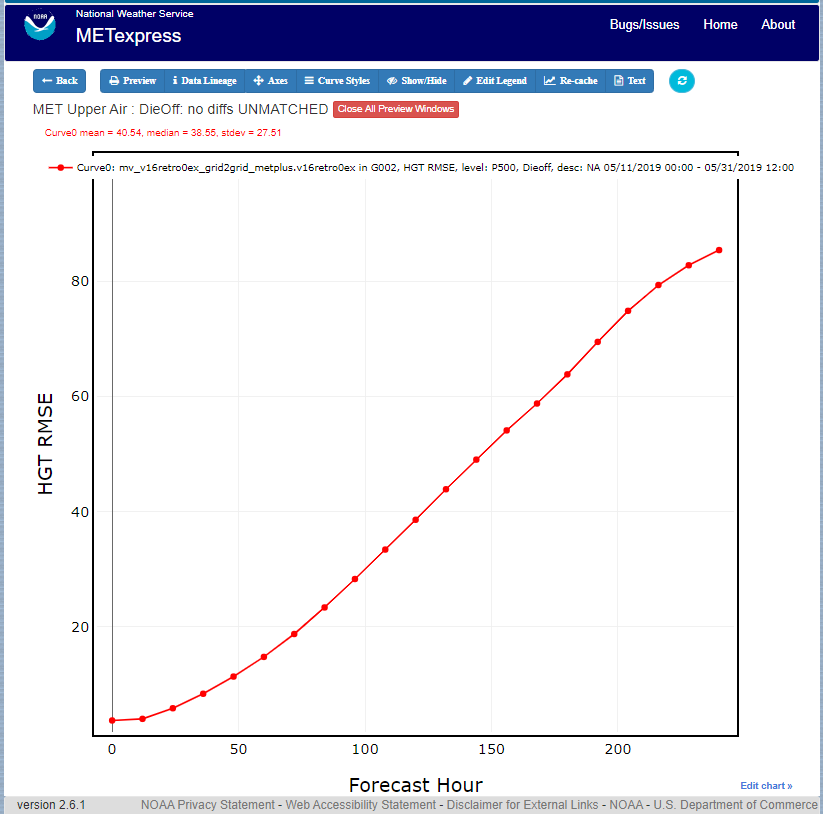 NOAA
National Weather Service
METexpress
Bugs/Issues Home About
Back Preview Data Lineage Axes Curve Styles Show/Hide Edit Legend Re-cache Text
MET Upper Air : DieOff: no diffs UNMATCHED Close All Preview Windows
Curve0 mean = 40.54, median = 38.55, stdev = 27.51
Curve0: mv_v16retro0ex_grid2grid_metplus.v16retro0ex in G002, HGT RMSE, level: P500, Dieoff, desc: NA 05/11/2019 00:00 - 05/31/2019 12:00
80
60
40
20
HGT RMSE
0 50 100 150 200
Forecast Hour
Edit chart »
version 2.6.1 NOAA Privacy Statement - Web Accessibility Statement - Disclaimer for External Links - NOAA - U.S. Department of Commerce